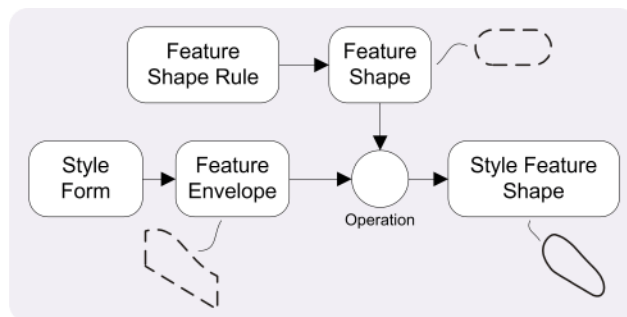 Feature
Shape Rule
Feature
Shape
Style
Form
Feature
Envelope
Operation
Style Feature
Shape